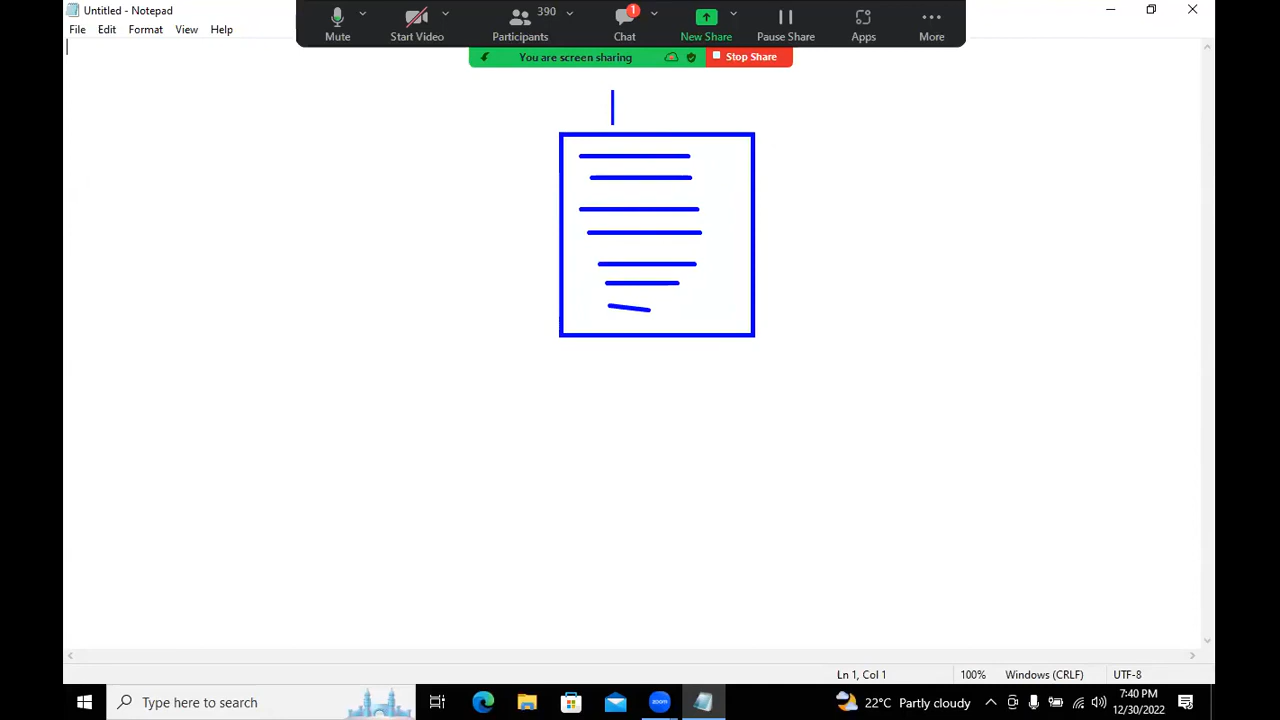 Untitled - Notepad
File Edit Format View Help
Mute Start Video Participants 390 Chat 1 New Share Pause Share Apps More
You are screen sharing Stop Share
Ln 1, Col 1 100% Windows (CRLF) UTF-8
Type here to search zoom 22°C Partly cloudy 7:40 PM
12/30/2022